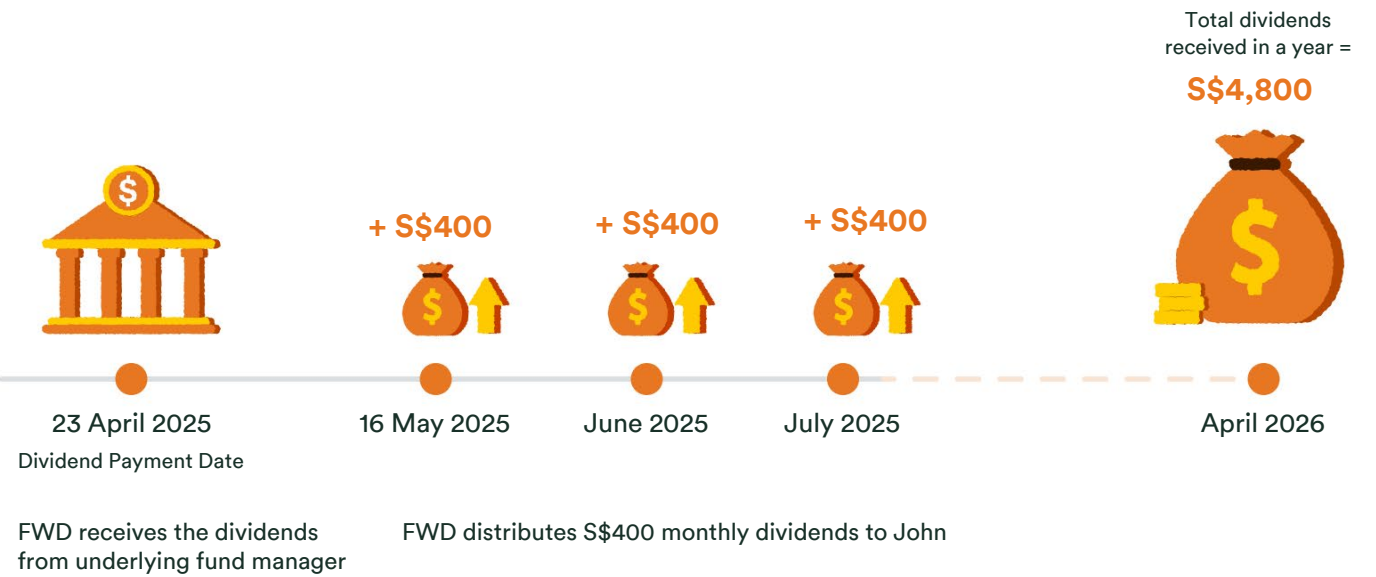 Total dividends
received in a year =
S$4,800
$
+ S$400
+ S$400
+ S$400
$
$
$
$
23 April 2025
16 May 2025
June 2025
July 2025
April 2026
Dividend Payment Date
FWD receives the dividends
from underlying fund manager
FWD distributes S$400 monthly dividends to John